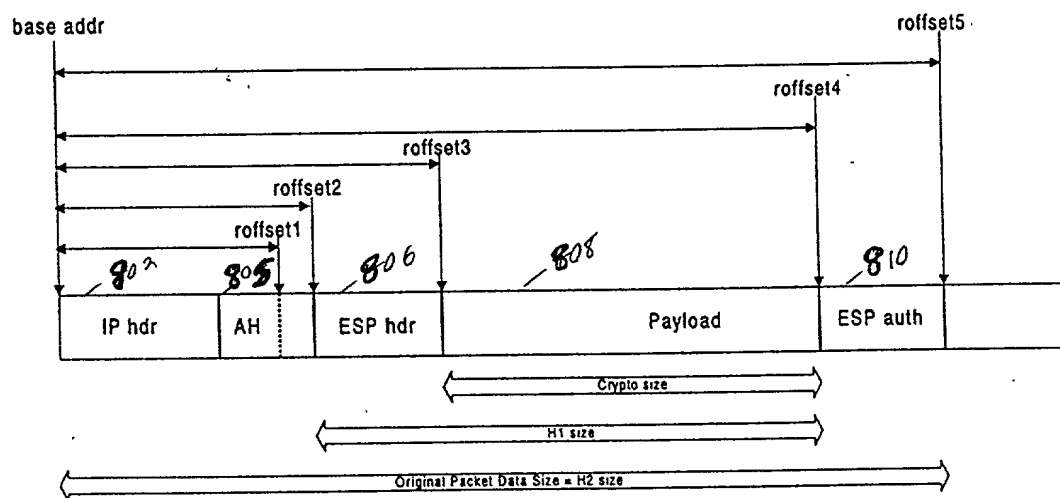 base addr
roffset5
roffset4
roffset3
roffset2
roffset1
802
805
806
808
810
IP hdr
AH
ESP hdr
Payload
ESP auth
Crypto size
H1 size
Original Packet Data Size = H2 size